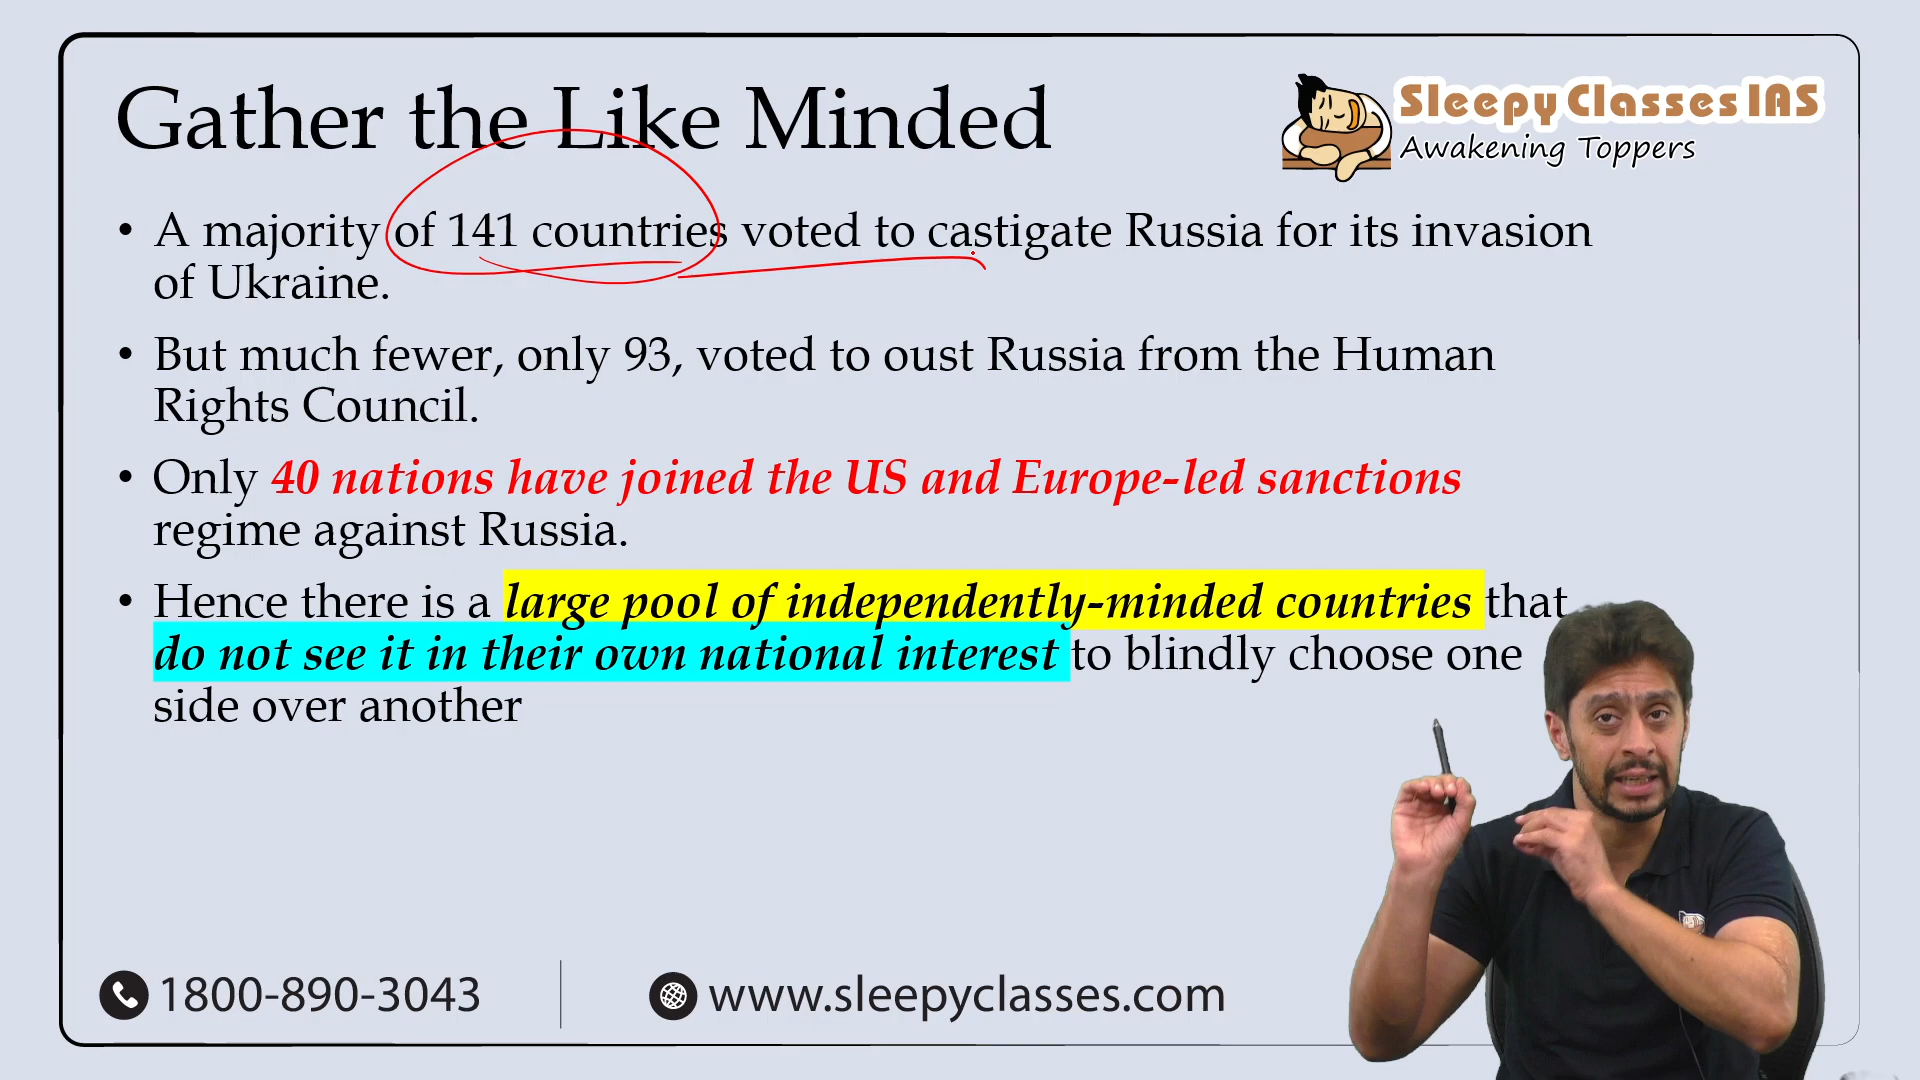 Gather the Like Minded
Sleepy Classes IAS
Awakening Toppers
• A majority of 141 countries voted to castigate Russia for its invasion
of Ukraine.
• But much fewer, only 93, voted to oust Russia from the Human
Rights Council.
• Only 40 nations have joined the US and Europe-led sanctions
regime against Russia.
• Hence there is a large pool of independently-minded countries that
do not see it in their own national interest to blindly choose one
side over another
1800-890-3043
www.sleepyclasses.com